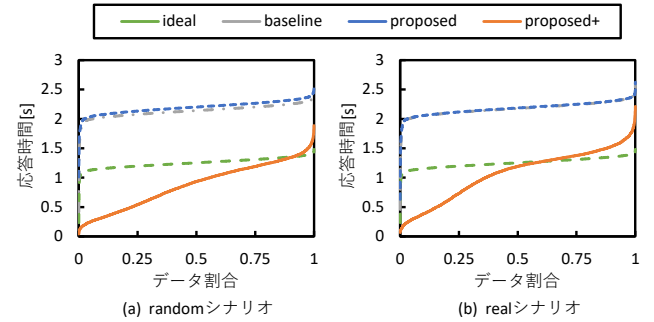 ideal baseline proposed proposed+
3 3
2.5 2.5
2 2
1.5 1.5
1 1
0.5 0.5
0 0
応答時間[s] 応答時間[s]
0 0.25 0.5 0.75 1 0 0.25 0.5 0.75 1
データ割合 データ割合
(a) randomシナリオ (b) realシナリオ